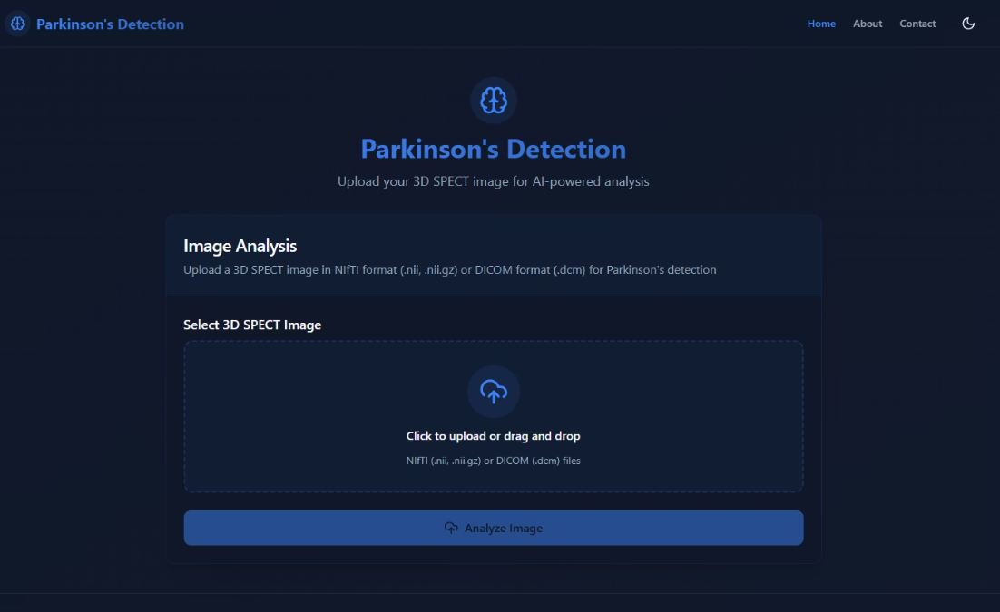 Parkinson's Detection
Home About Contact
Parkinson's Detection
Upload your 3D SPECT image for AI-powered analysis
Image Analysis
Upload a 3D SPECT image in NIfTI format (.nii, .nii.gz) or DICOM format (.dcm) for Parkinson's detection
Select 3D SPECT Image
Click to upload or drag and drop
NIfTI (.nii, .nii.gz) or DICOM (.dcm) files
Analyze Image